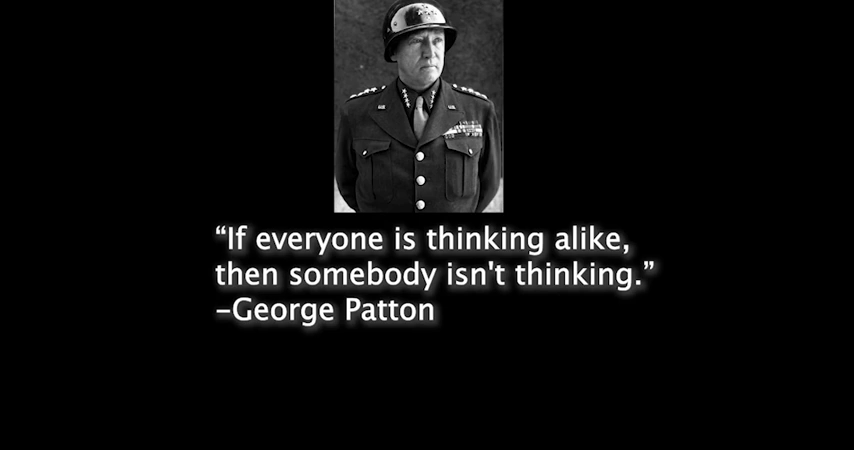 “If everyone is thinking alike,
then somebody isn't thinking.”
–George Patton